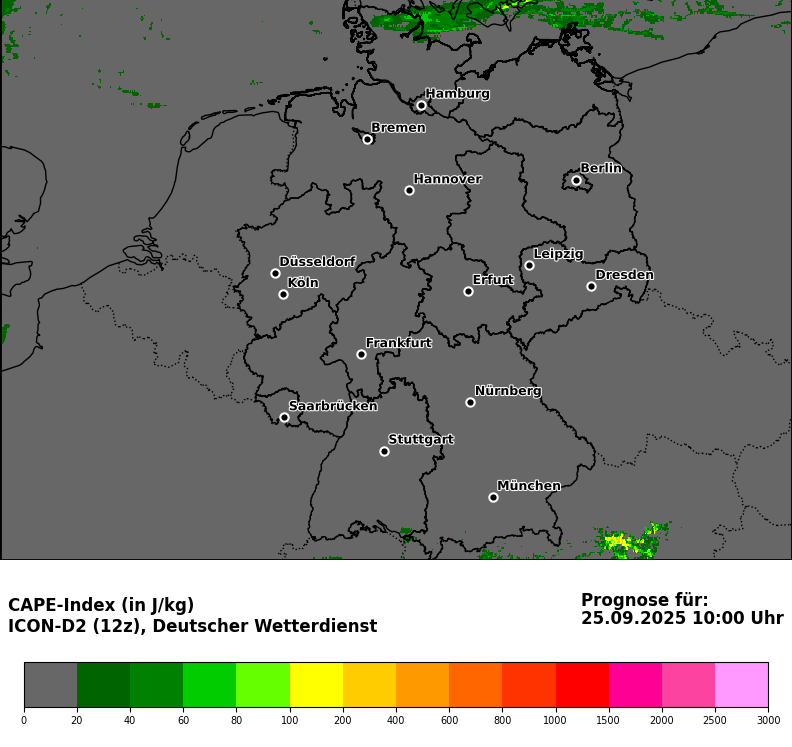 Hamburg
Bremen
Berlin
Hannover
Leipzig
Düsseldorf
Dresden
Köln
Erfurt
Frankfurt
Nürnberg
Saarbrücken
Stuttgart
München
CAPE-Index (in J/kg)
ICON-D2 (12z), Deutscher Wetterdienst
Prognose für:
25.09.2025 10:00 Uhr
0 20 40 60 80 100 200 400 600 800 1000 1500 2000 2500 3000